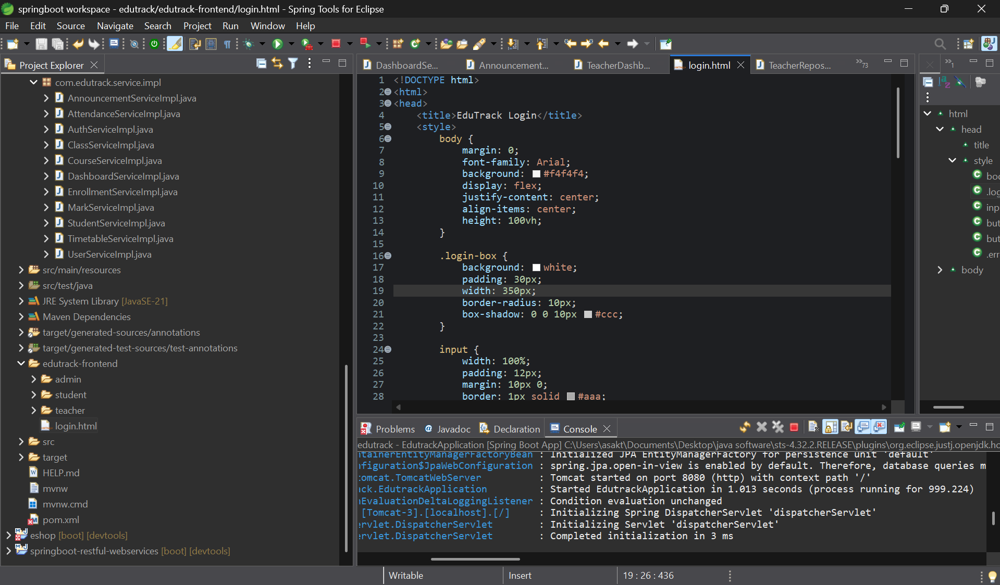 springboot workspace - edutrack/edutrack-frontend/login.html - Spring Tools for Eclipse
File Edit Source Navigate Search Project Run Window Help
Project Explorer
com.edutrack.service.impl
AnnouncementServiceImpl.java
AttendanceServiceImpl.java
AuthServiceImpl.java
ClassServiceImpl.java
CourseServiceImpl.java
DashboardServiceImpl.java
EnrollmentServiceImpl.java
MarkServiceImpl.java
StudentServiceImpl.java
TimetableServiceImpl.java
UserServiceImpl.java
src/main/resources
src/test/java
JRE System Library [JavaSE-21]
Maven Dependencies
target/generated-sources/annotations
target/generated-test-sources/test-annotations
edutrack-frontend
admin
student
teacher
login.html
src
target
HELP.md
mvnw
mvnw.cmd
pom.xml
eshop [boot] [devtools]
springboot-restful-webservices [boot] [devtools]
DashboardSe... Announcement... TeacherDashb... login.html TeacherRepos... »73
1 <!DOCTYPE html>
2 <html>
3 <head>
4 <title>EduTrack Login</title>
5 <style>
6 body {
7 margin: 0;
8 font-family: Arial;
9 background: #f4f4f4;
10 display: flex;
11 justify-content: center;
12 align-items: center;
13 height: 100vh;
14 }
15
16 .login-box {
17 background: white;
18 padding: 30px;
19 width: 350px;
20 border-radius: 10px;
21 box-shadow: 0 0 10px #ccc;
22 }
23
24 input {
25 width: 100%;
26 padding: 12px;
27 margin: 10px 0;
28 border: 1px solid #aaa;
»1
html
head
title
style
boo
.log
inp
but
but
.err
body
Problems Javadoc Declaration Console
edutrack - EdutrackApplication [Spring Boot App] C:\Users\asakt\Documents\Desktop\java software\sts-4.32.2.RELEASE\plugins\org.eclipse.justj.openjdk.ho
tainerEntityManagerFactoryBean : Initialized JPA EntityManagerFactory for persistence unit 'default'
nfiguration$JpaWebConfiguration : spring.jpa.open-in-view is enabled by default. Therefore, database queries m
omcat.TomcatWebServer : Tomcat started on port 8080 (http) with context path '/'
ck.EdutrackApplication : Started EdutrackApplication in 1.013 seconds (process running for 999.224)
EvaluationDeltaLoggingListener : Condition evaluation unchanged
[Tomcat-3].[localhost].[/] : Initializing Spring DispatcherServlet 'dispatcherServlet'
rvlet.DispatcherServlet : Initializing Servlet 'dispatcherServlet'
rvlet.DispatcherServlet : Completed initialization in 3 ms
Writable Insert 19 : 26 : 436